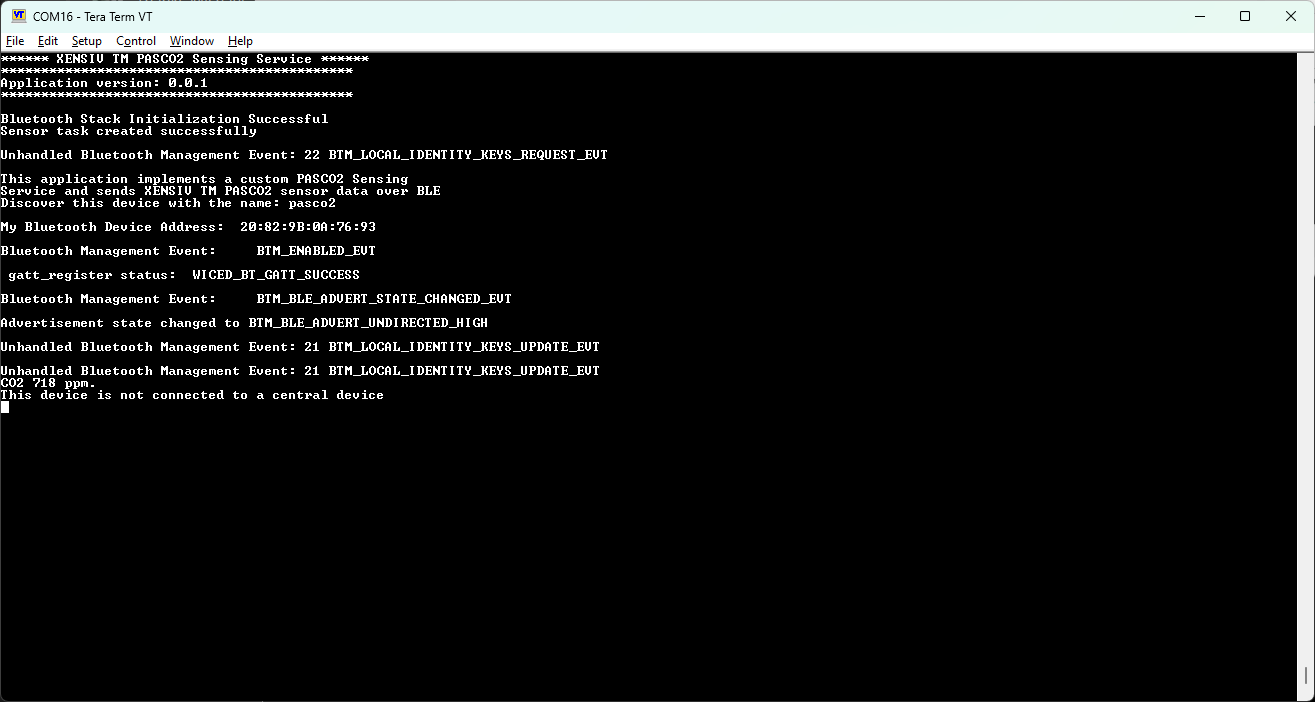 COM16 - Tera Term VT
File Edit Setup Control Window Help
****** XENSIV TM PASCO2 Sensing Service ******
********************************************
Application version: 0.0.1
********************************************
Bluetooth Stack Initialization Successful
Sensor task created successfully
Unhandled Bluetooth Management Event: 22 BTM_LOCAL_IDENTITY_KEYS_REQUEST_EVT
This application implements a custom PASCO2 Sensing
Service and sends XENSIV TM PASCO2 sensor data over BLE
Discover this device with the name: pasco2
My Bluetooth Device Address:  20:82:9B:0A:76:93
Bluetooth Management Event:     BTM_ENABLED_EVT
 gatt_register status:  WICED_BT_GATT_SUCCESS
Bluetooth Management Event:     BTM_BLE_ADVERT_STATE_CHANGED_EVT
Advertisement state changed to BTM_BLE_ADVERT_UNDIRECTED_HIGH
Unhandled Bluetooth Management Event: 21 BTM_LOCAL_IDENTITY_KEYS_UPDATE_EVT
Unhandled Bluetooth Management Event: 21 BTM_LOCAL_IDENTITY_KEYS_UPDATE_EVT
CO2 718 ppm.
This device is not connected to a central device